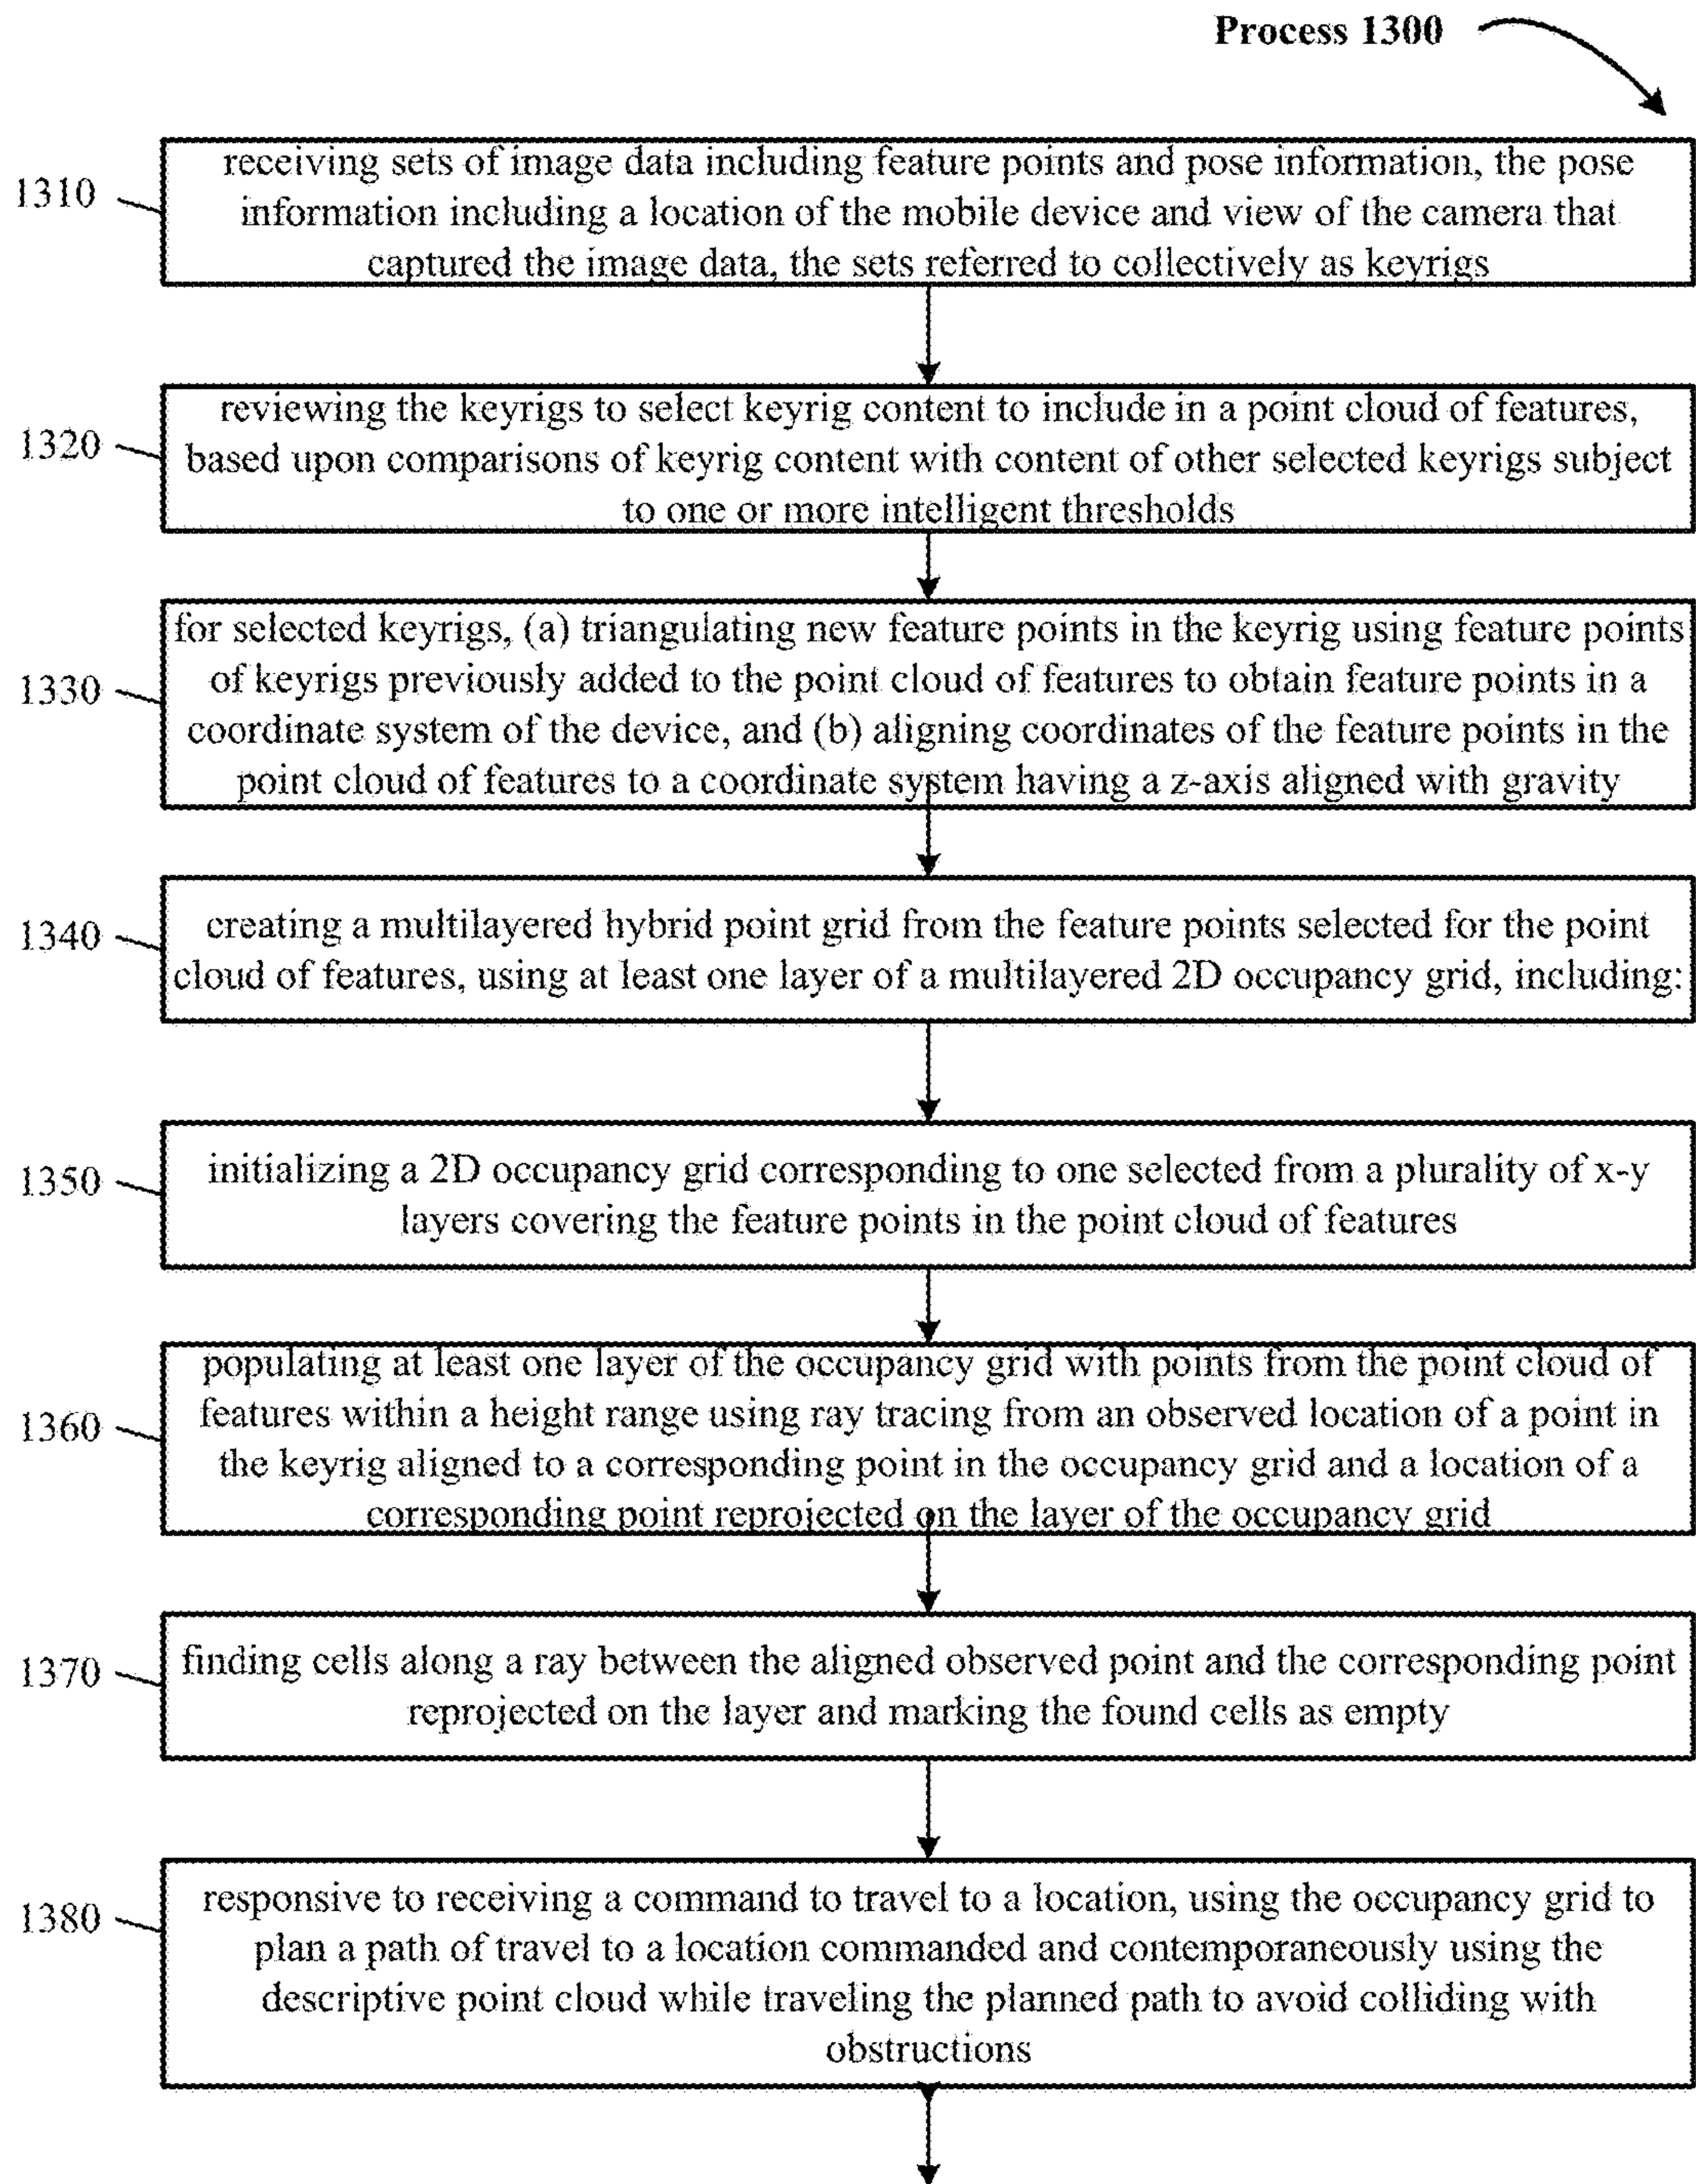 Process 1300
1310
receiving sets of image data including feature points and pose information, the pose
information including a location of the mobile device and view of the camera that
captured the image data, the sets referred to collectively as keyrigs
1320
reviewing the keyrigs to select keyrig content to include in a point cloud of features,
based upon comparisons of keyrig content with content of other selected keyrigs subject
to one or more intelligent thresholds
1330
for selected keyrigs, (a) triangulating new feature points in the keyrig using feature points
of keyrigs previously added to the point cloud of features to obtain feature points in a
coordinate system of the device, and (b) aligning coordinates of the feature points in the
point cloud of features to a coordinate system having a z-axis aligned with gravity
1340
creating a multilayered hybrid point grid from the feature points selected for the point
cloud of features, using at least one layer of a multilayered 2D occupancy grid, including:
1350
initializing a 2D occupancy grid corresponding to one selected from a plurality of x-y
layers covering the feature points in the point cloud of features
1360
populating at least one layer of the occupancy grid with points from the point cloud of
features within a height range using ray tracing from an observed location of a point in
the keyrig aligned to a corresponding point in the occupancy grid and a location of a
corresponding point reprojected on the layer of the occupancy grid
1370
finding cells along a ray between the aligned observed point and the corresponding point
reprojected on the layer and marking the found cells as empty
1380
responsive to receiving a command to travel to a location, using the occupancy grid to
plan a path of travel to a location commanded and contemporaneously using the
descriptive point cloud while traveling the planned path to avoid colliding with
obstructions